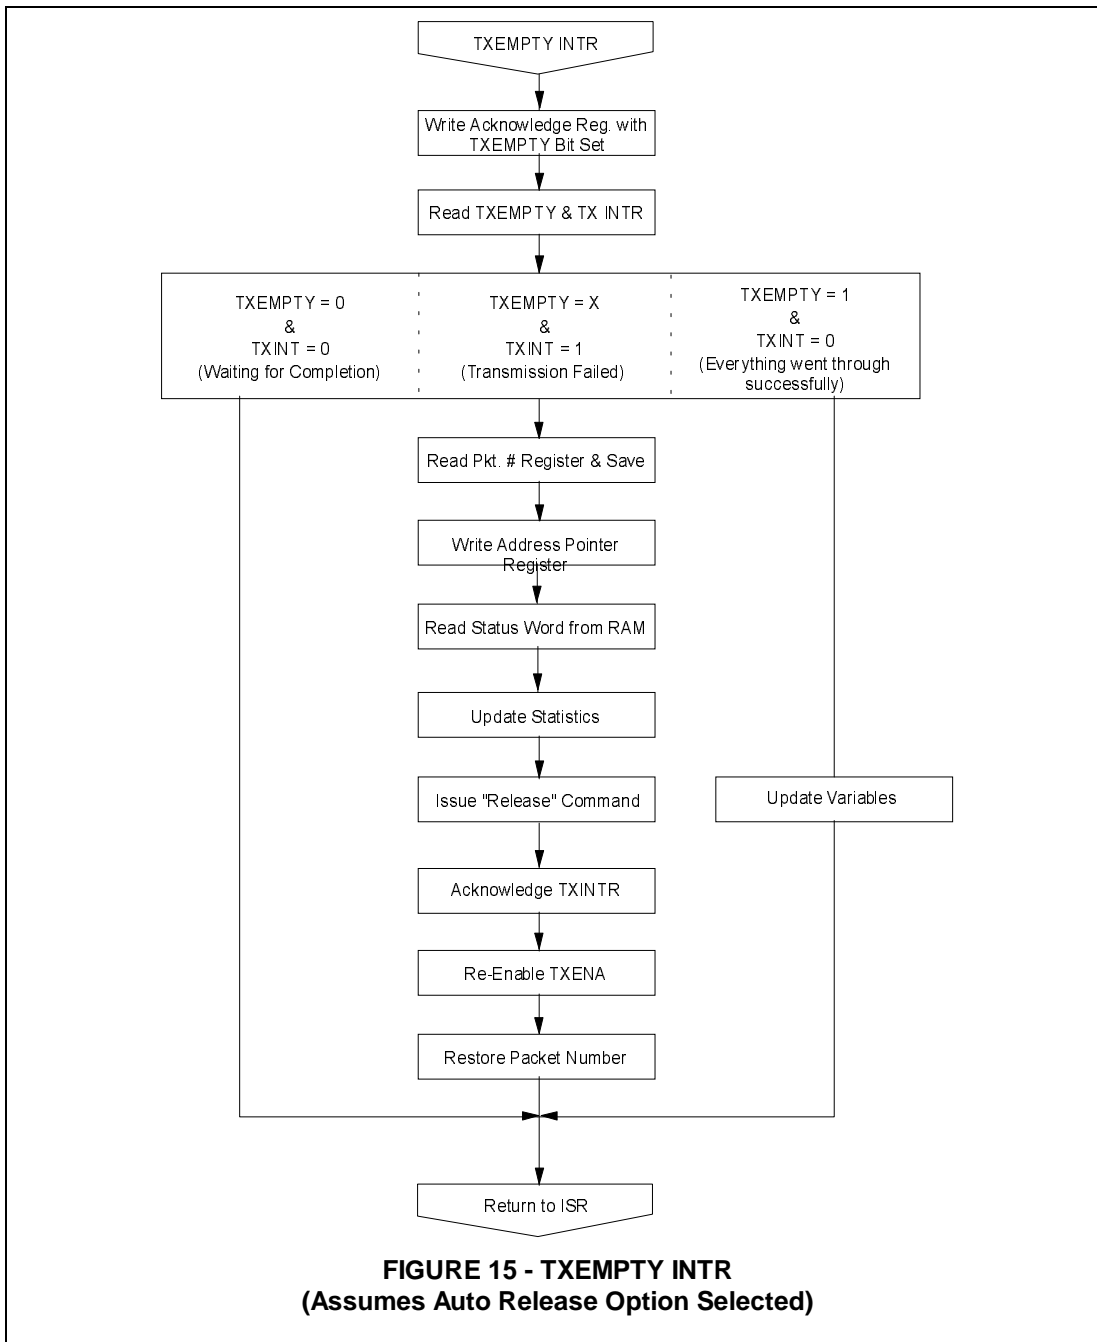 TXEMPTY INTR
Write Acknowledge Reg. with
TXEMPTY Bit Set
Read TXEMPTY & TX INTR
TXEMPTY = 0
&
TXINT = 0
(Waiting for Completion)
TXEMPTY = X
&
TXINT = 1
(Transmission Failed)
TXEMPTY = 1
&
TXINT = 0
(Everything went through
successfully)
Read Pkt. # Register & Save
Write Address Pointer
Register
Read Status Word from RAM
Update Statistics
Issue "Release" Command
Update Variables
Acknowledge TXINTR
Re-Enable TXENA
Restore Packet Number
Return to ISR
FIGURE 15 - TXEMPTY INTR
(Assumes Auto Release Option Selected)